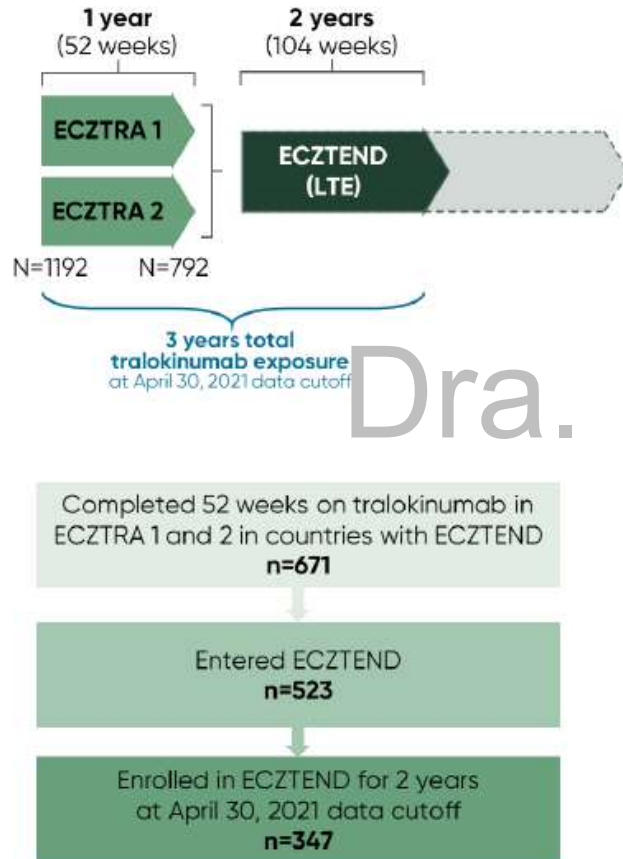 1 year
(52 weeks)
2 years
(104 weeks)
ECZTRA 1
ECZTRA 2
ECZTEND
(LTE)
N=1192
N=792
3 years total
tralokinumab exposure
at April 30, 2021 data cutoff
Dra.
Completed 52 weeks on tralokinumab in
ECZTRA 1 and 2 in countries with ECZTEND
n=671
Entered ECZTEND
n=523
Enrolled in ECZTEND for 2 years
at April 30, 2021 data cutoff
n=347